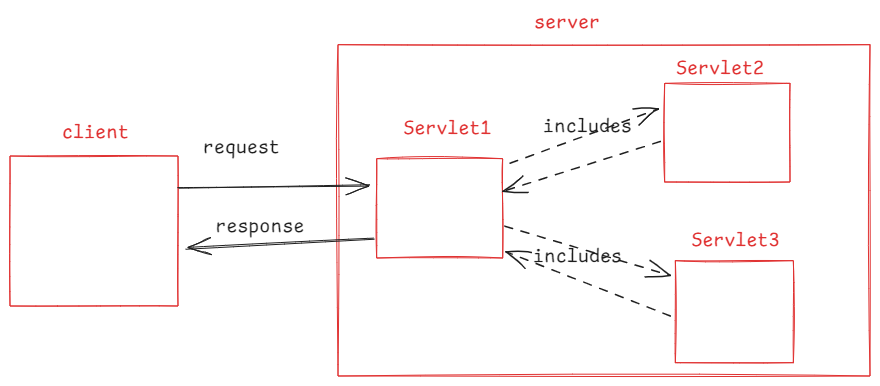 server
Servlet2
client
Servlet1
includes
request
response
Servlet3
includes